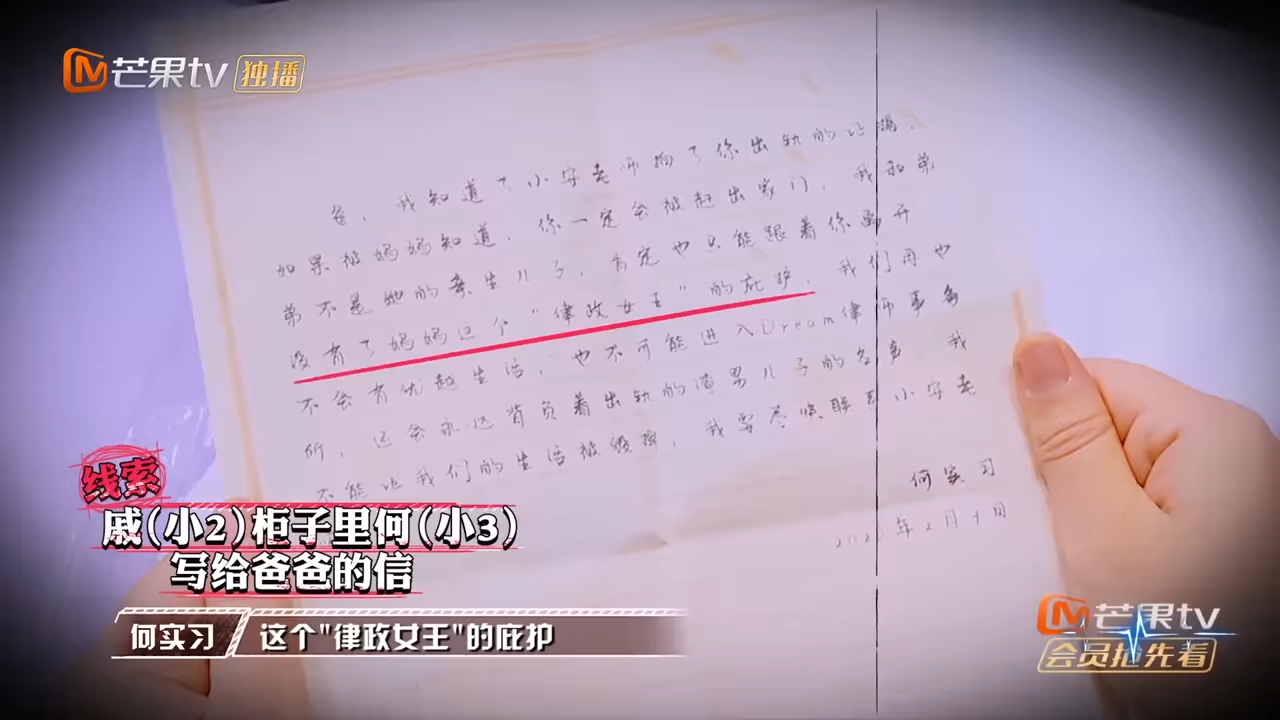 芒果tv 独播
爸，我知道了小安老师拍了你出轨的证据，
如果被妈妈知道，你一定会被赶出家门，我和弟
弟不是她的亲生儿子，肯定也只能跟着你离开
没有了妈妈这个"律政女王"的庇护，我们再也
不会有优越生活，也不可能进入Dream律师事务
所，还会永远背负着出轨的渣男儿子的名声 我
不能让我们的生活被毁掉，我要尽快联系小安老
何实习
年2月
线索
戚(小2)柜子里何(小3)
写给爸爸的信
何实习 这个"律政女王"的庇护
芒果tv
会员抢先看